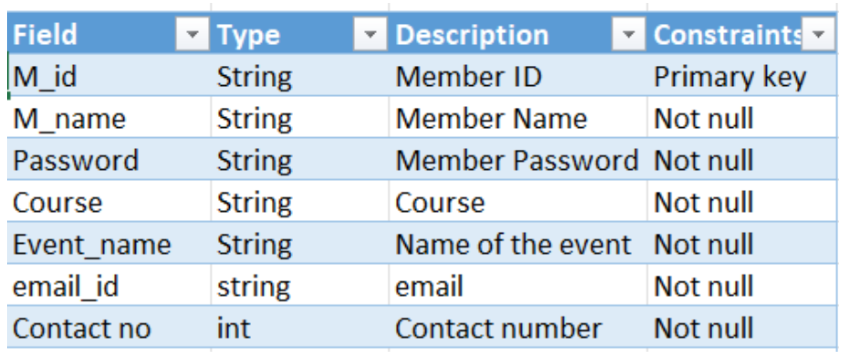 Field Type Description Constraints
M_id String Member ID Primary key
M_name String Member Name Not null
Password String Member Password Not null
Course String Course Not null
Event_name String Name of the event Not null
email_id string email Not null
Contact no int Contact number Not null